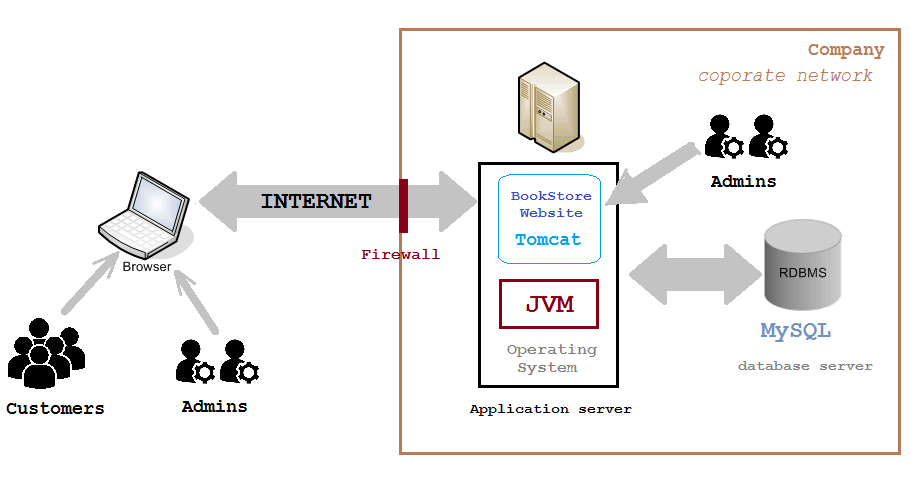 Company
coporate network
Admins
INTERNET
BookStore
Website
Tomcat
Firewall
Browser
RDBMS
JVM
MySQL
Operating
System
database server
Customers
Admins
Application server